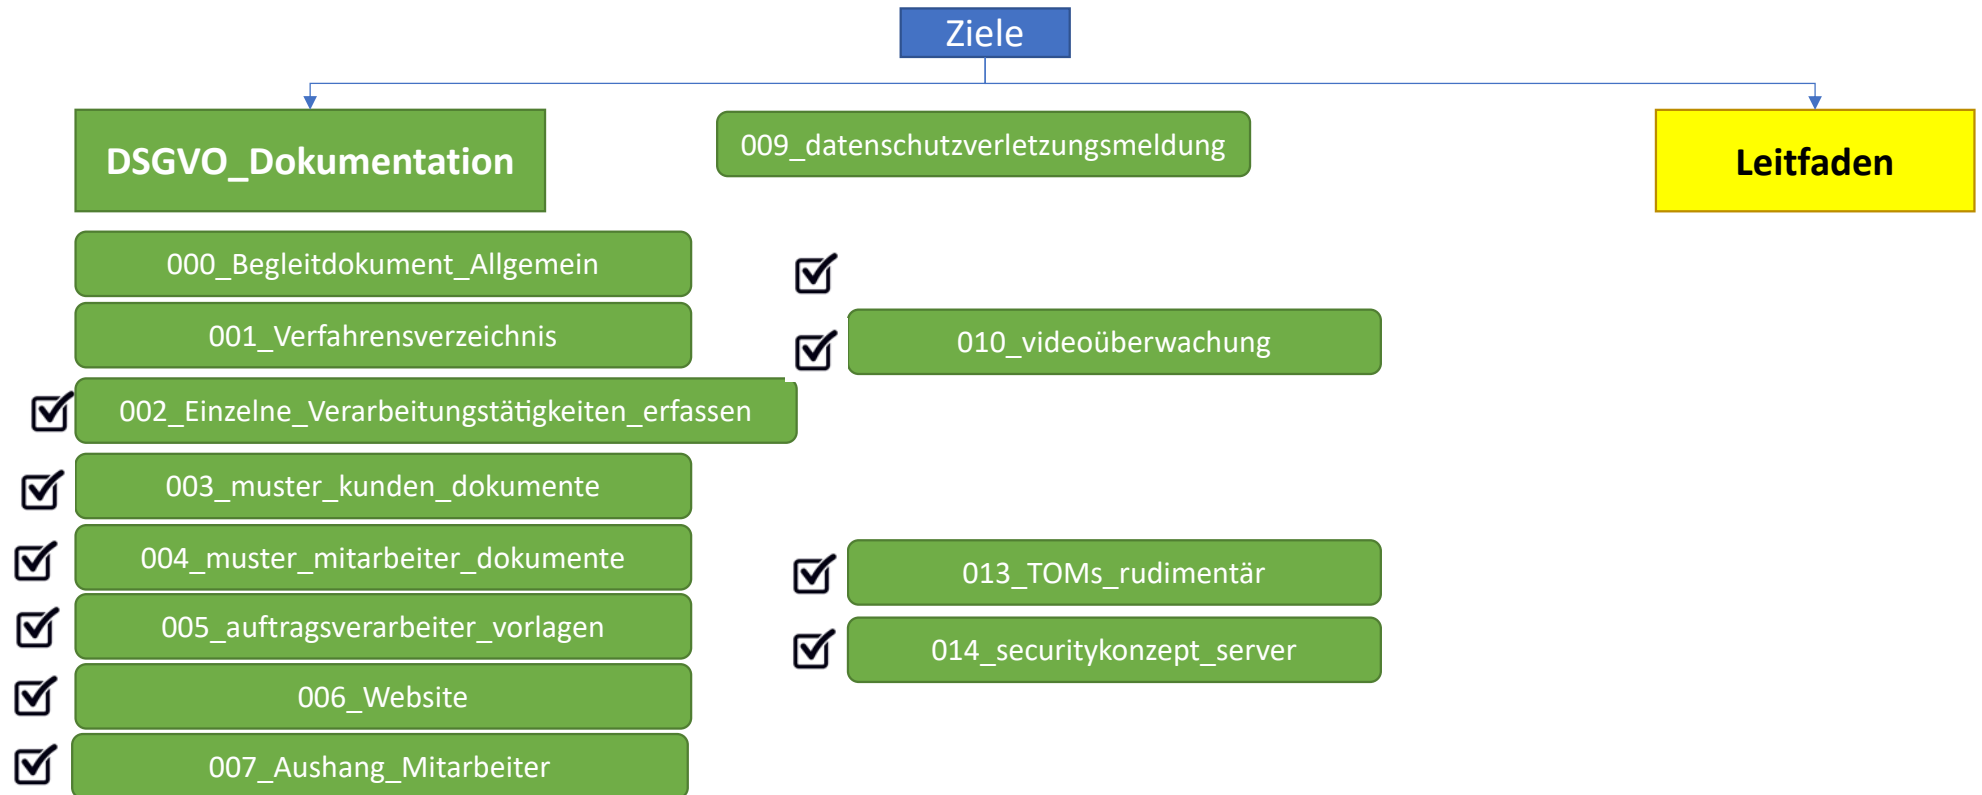 Ziele
DSGVO_Dokumentation
009_datenschutzverletzungsmeldung
Leitfaden
000_Begleitdokument_Allgemein
001_Verfahrensverzeichnis
010_videoüberwachung
002_Einzelne_Verarbeitungstätigkeiten_erfassen
003_muster_kunden_dokumente
004_muster_mitarbeiter_dokumente
013_TOMs_rudimentär
005_auftragsverarbeiter_vorlagen
014_securitykonzept_server
006_Website
007_Aushang_Mitarbeiter